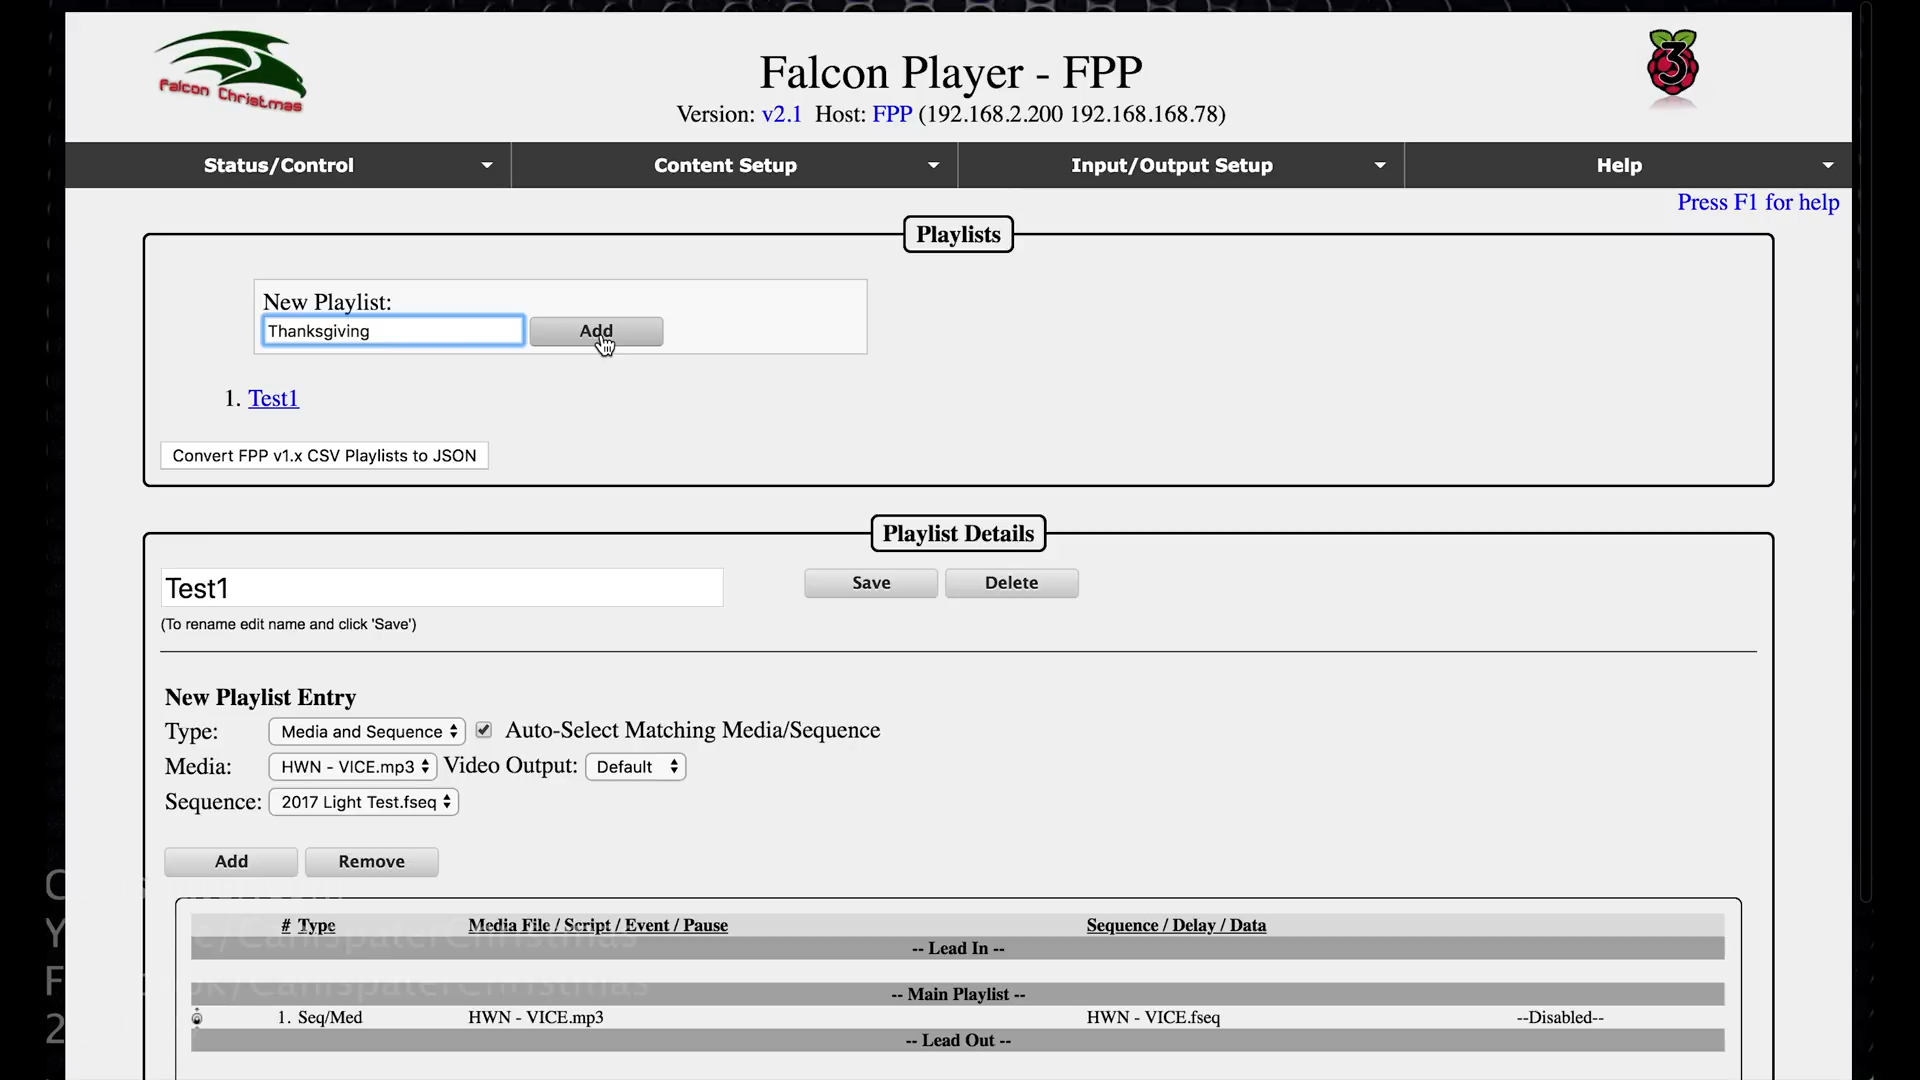 Falcon Christmas
Falcon Player - FPP
3
Version: v2.1 Host: FPP (192.168.2.200 192.168.168.78)
Status/Control
Content Setup
Input/Output Setup
Help
Press F1 for help
Playlists
New Playlist:
Thanksgiving
Add
1. Test1
Convert FPP v1.x CSV Playlists to JSON
Playlist Details
Test1
Save
Delete
(To rename edit name and click 'Save')
New Playlist Entry
Type: Media and Sequence Auto-Select Matching Media/Sequence
Media: HWN - VICE.mp3 Video Output: Default
Sequence: 2017 Light Test.fseq
Add
Remove
# Type Media File / Script / Event / Pause Sequence / Delay / Data
-- Lead In --
-- Main Playlist --
1. Seq/Med HWN - VICE.mp3 HWN - VICE.fseq --Disabled--
-- Lead Out --